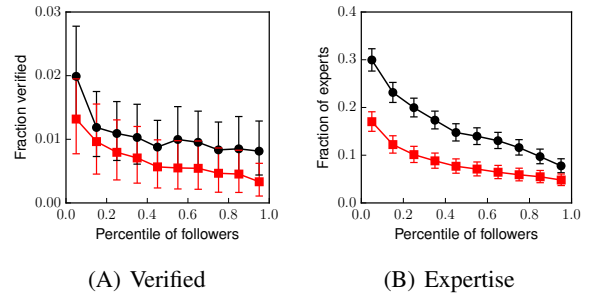 0.03
0.02
0.01
0.00
Fraction verified
0.0 0.2 0.4 0.6 0.8 1.0
Percentile of followers
(A) Verified
0.4
0.3
0.2
0.1
0.0
Fraction of experts
0.0 0.2 0.4 0.6 0.8 1.0
Percentile of followers
(B) Expertise